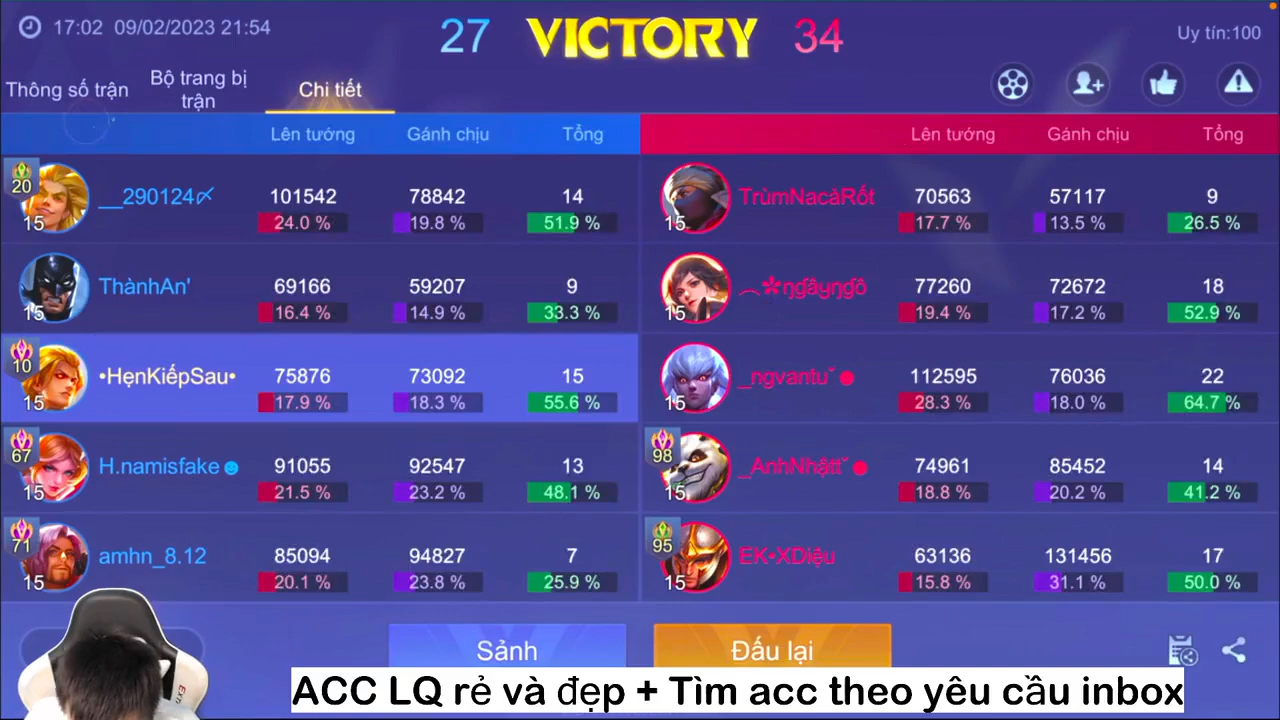 17:02 09/02/2023 21:54
27 VICTORY 34
Uy tín:100
Thông số trận
Bộ trang bị trận
Chi tiết
Lên tướng Gánh chịu Tổng
Lên tướng Gánh chịu Tổng
20 15 __290124〆 101542 78842 14
24.0 % 19.8 % 51.9 %
15 TrùmNacàRốt 70563 57117 9
17.7 % 13.5 % 26.5 %
15 ThànhAn' 69166 59207 9
16.4 % 14.9 % 33.3 %
15 ︵✲ŋɠâyŋɠô 77260 72672 18
19.4 % 17.2 % 52.9 %
10 15 •HẹnKiếpSau• 75876 73092 15
17.9 % 18.3 % 55.6 %
15 _ngvantuˇ● 112595 76036 22
28.3 % 18.0 % 64.7 %
67 15 H.namisfake☻ 91055 92547 13
21.5 % 23.2 % 48.1 %
98 15 _AnhNhậttˇ● 74961 85452 14
18.8 % 20.2 % 41.2 %
71 15 amhn_8.12 85094 94827 7
20.1 % 23.8 % 25.9 %
95 15 EK•XDiệu 63136 131456 17
15.8 % 31.1 % 50.0 %
Sảnh
Đấu lại
ACC LQ rẻ và đẹp + Tìm acc theo yêu cầu inbox